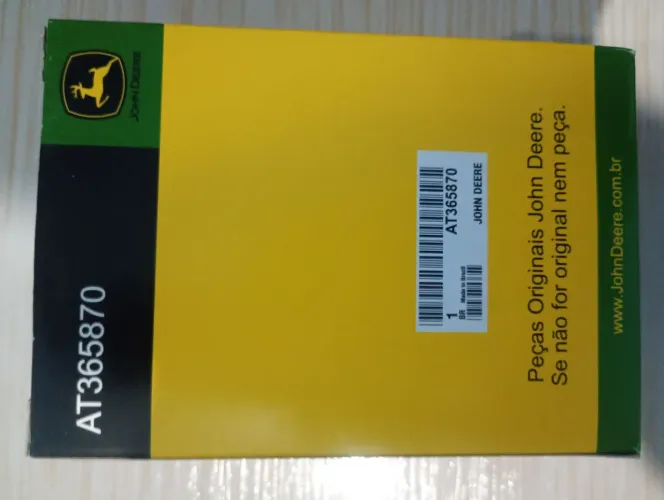 JOHN DEERE
AT365870
AT365870
1
JOHN DEERE
BR Made in Brazil
Peças Originais John Deere.
Se não for original nem peça.
www.JohnDeere.com.br